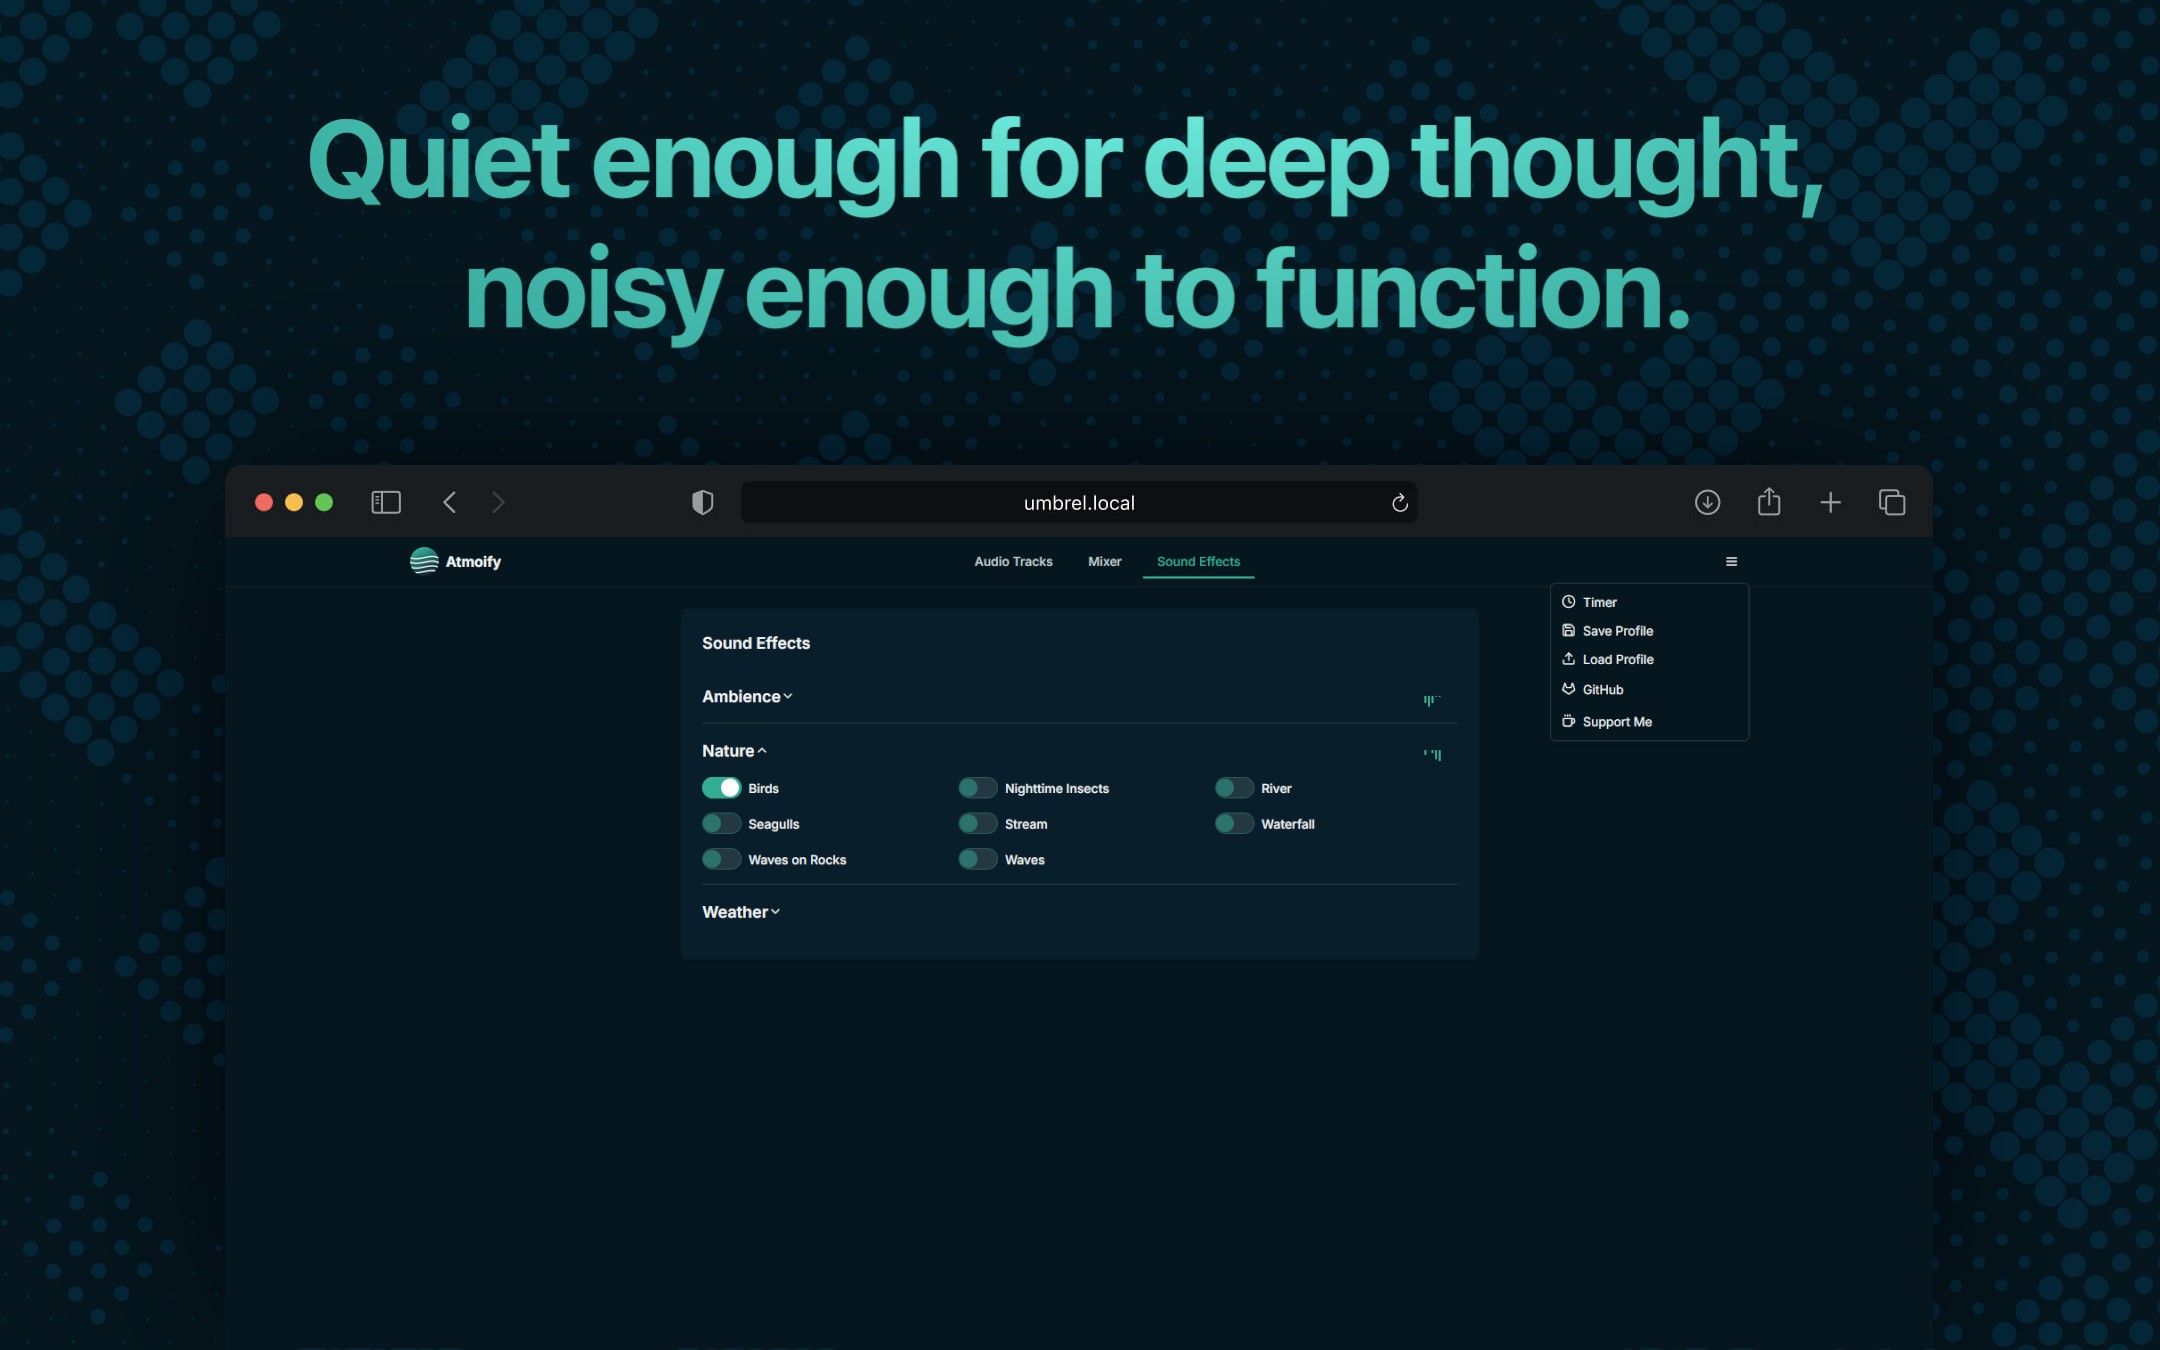 Quiet enough for deep thought,
noisy enough to function.
umbrel.local
Atmoify
Audio Tracks Mixer Sound Effects
Timer
Save Profile
Load Profile
GitHub
Support Me
Sound Effects
Ambience
Nature
Birds Nighttime Insects River
Seagulls Stream Waterfall
Waves on Rocks Waves
Weather